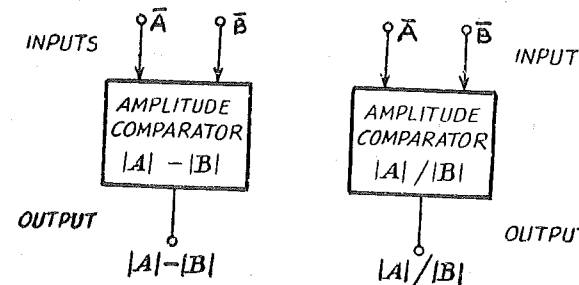 Ā B̄
INPUTS
AMPLITUDE
COMPARATOR
|A| - |B|
OUTPUT
|A|-|B|
Ā B̄
INPUT
AMPLITUDE
COMPARATOR
|A| / |B|
OUTPUT
|A|/|B|